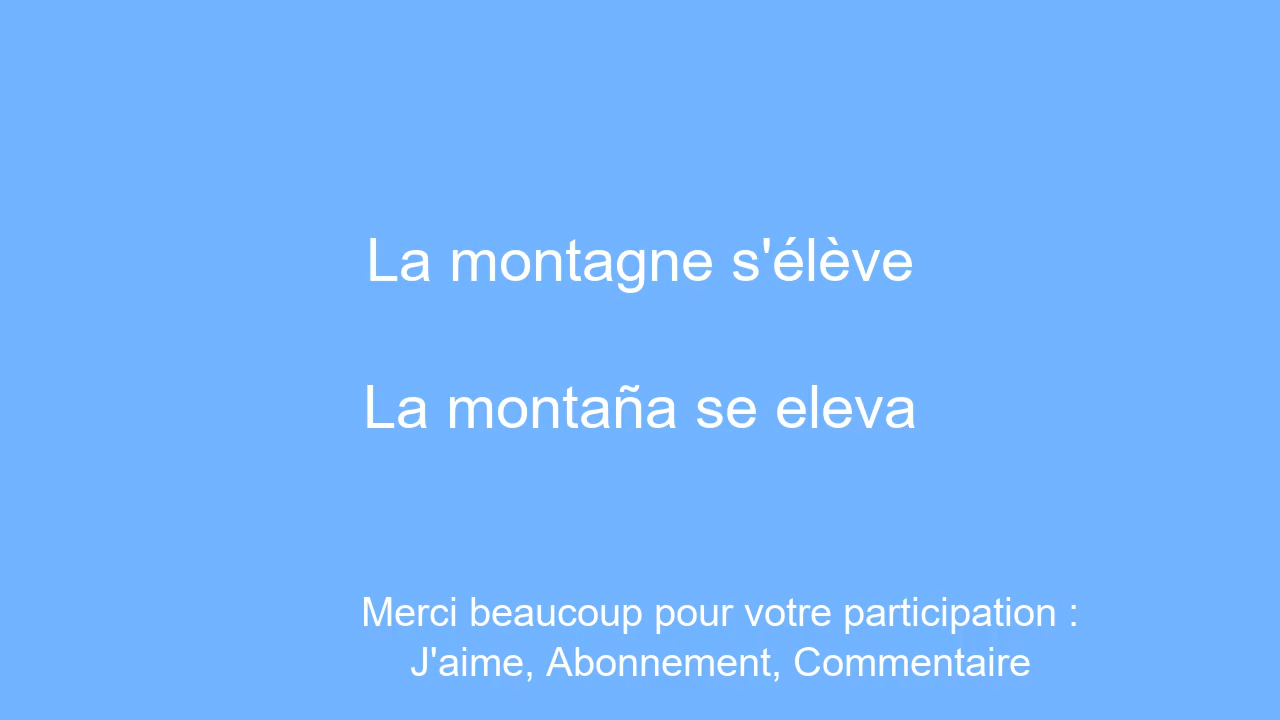 La montagne s'élève
La montaña se eleva
Merci beaucoup pour votre participation :
J'aime, Abonnement, Commentaire